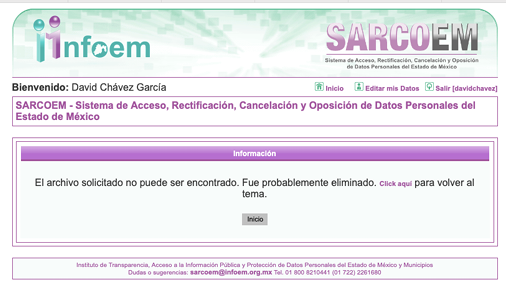 infoem
SARCOEM
Sistema de Acceso, Rectificación, Cancelación y Oposición
de Datos Personales del Estado de México
Bienvenido: David Chávez García
Inicio Editar mis Datos Salir [davidchavez]
SARCOEM - Sistema de Acceso, Rectificación, Cancelación y Oposición de Datos Personales del
Estado de México
Información
El archivo solicitado no puede ser encontrado. Fue probablemente eliminado. Click aquí para volver al
tema.
Inicio
Instituto de Transparencia, Acceso a la Información Pública y Protección de Datos Personales del Estado de México y Municipios
Dudas o sugerencias: sarcoem@infoem.org.mx Tel. 01 800 8210441 (01 722) 2261980